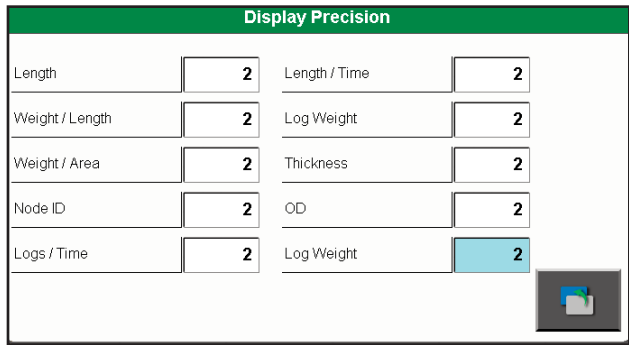 Display Precision
Length 2 Length / Time 2
Weight / Length 2 Log Weight 2
Weight / Area 2 Thickness 2
Node ID 2 OD 2
Logs / Time 2 Log Weight 2